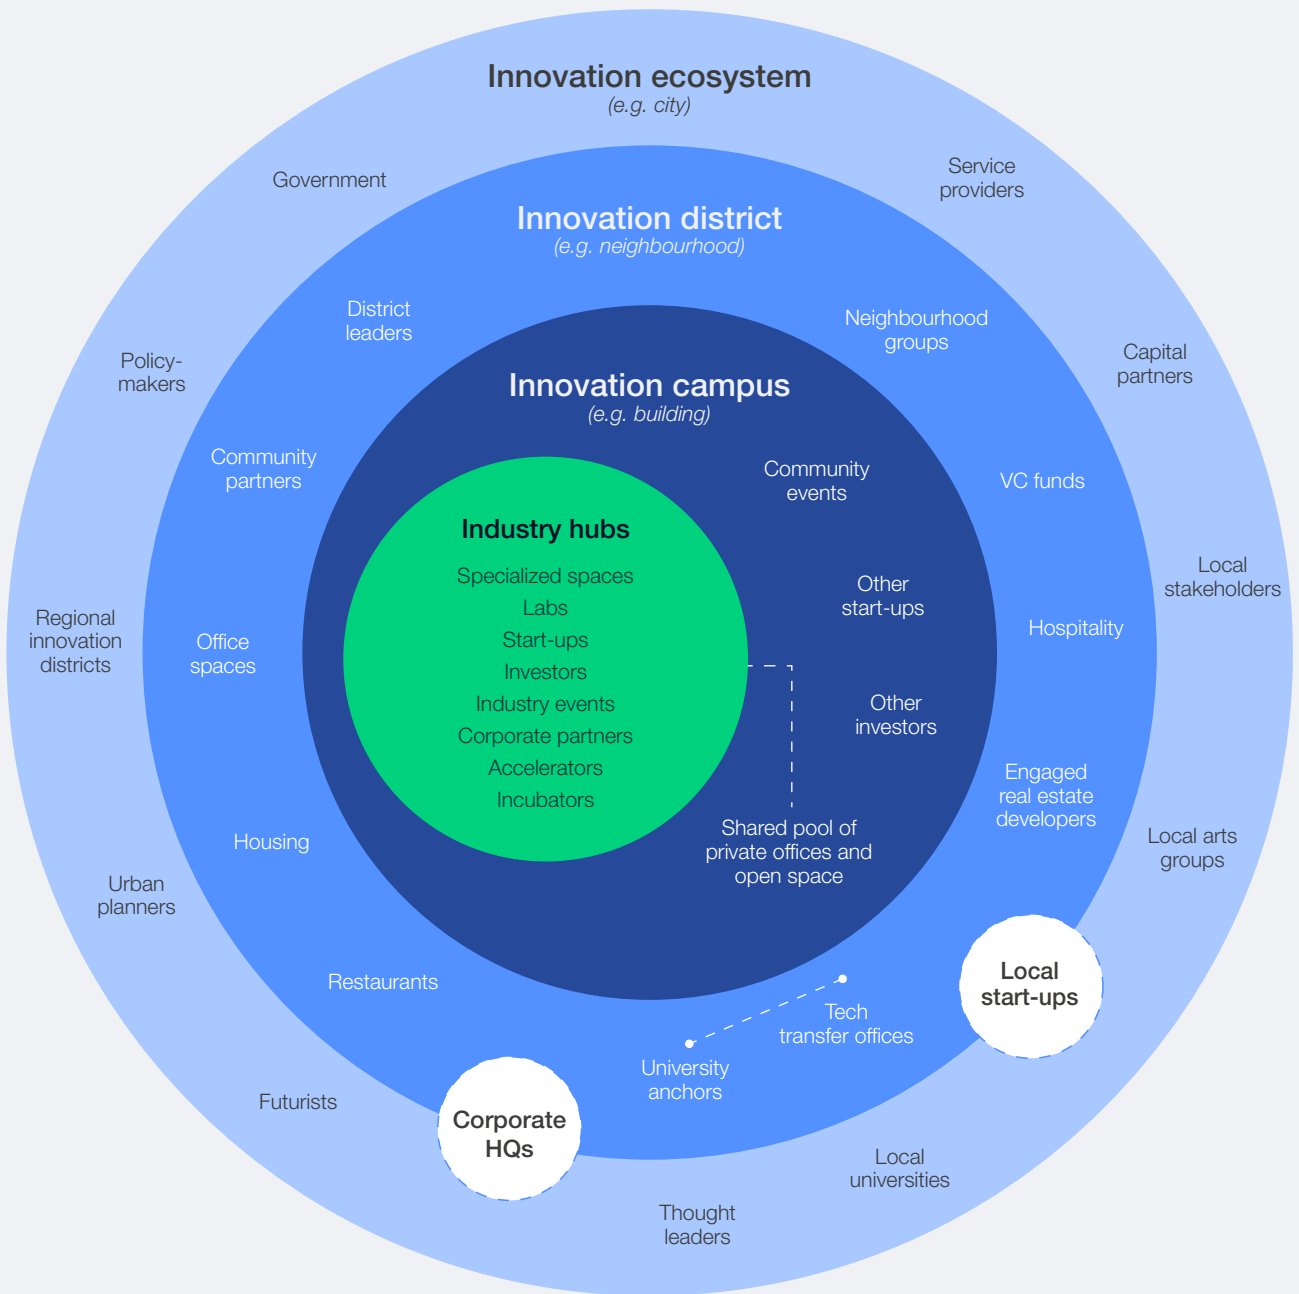 Innovation ecosystem
(e.g. city)
Government
Service
providers
Innovation district
(e.g. neighbourhood)
District
leaders
Neighbourhood
groups
Policy-
makers
Capital
partners
Innovation campus
(e.g. building)
Community
partners
Community
events
VC funds
Industry hubs
Specialized spaces
Labs
Start-ups
Investors
Industry events
Corporate partners
Accelerators
Incubators
Other
start-ups
Local
stakeholders
Regional
innovation
districts
Office
spaces
Hospitality
Other
investors
Engaged
real estate
developers
Shared pool of
private offices and
open space
Housing
Local arts
groups
Urban
planners
Restaurants
Local
start-ups
Tech
transfer offices
University
anchors
Futurists
Corporate
HQs
Local
universities
Thought
leaders